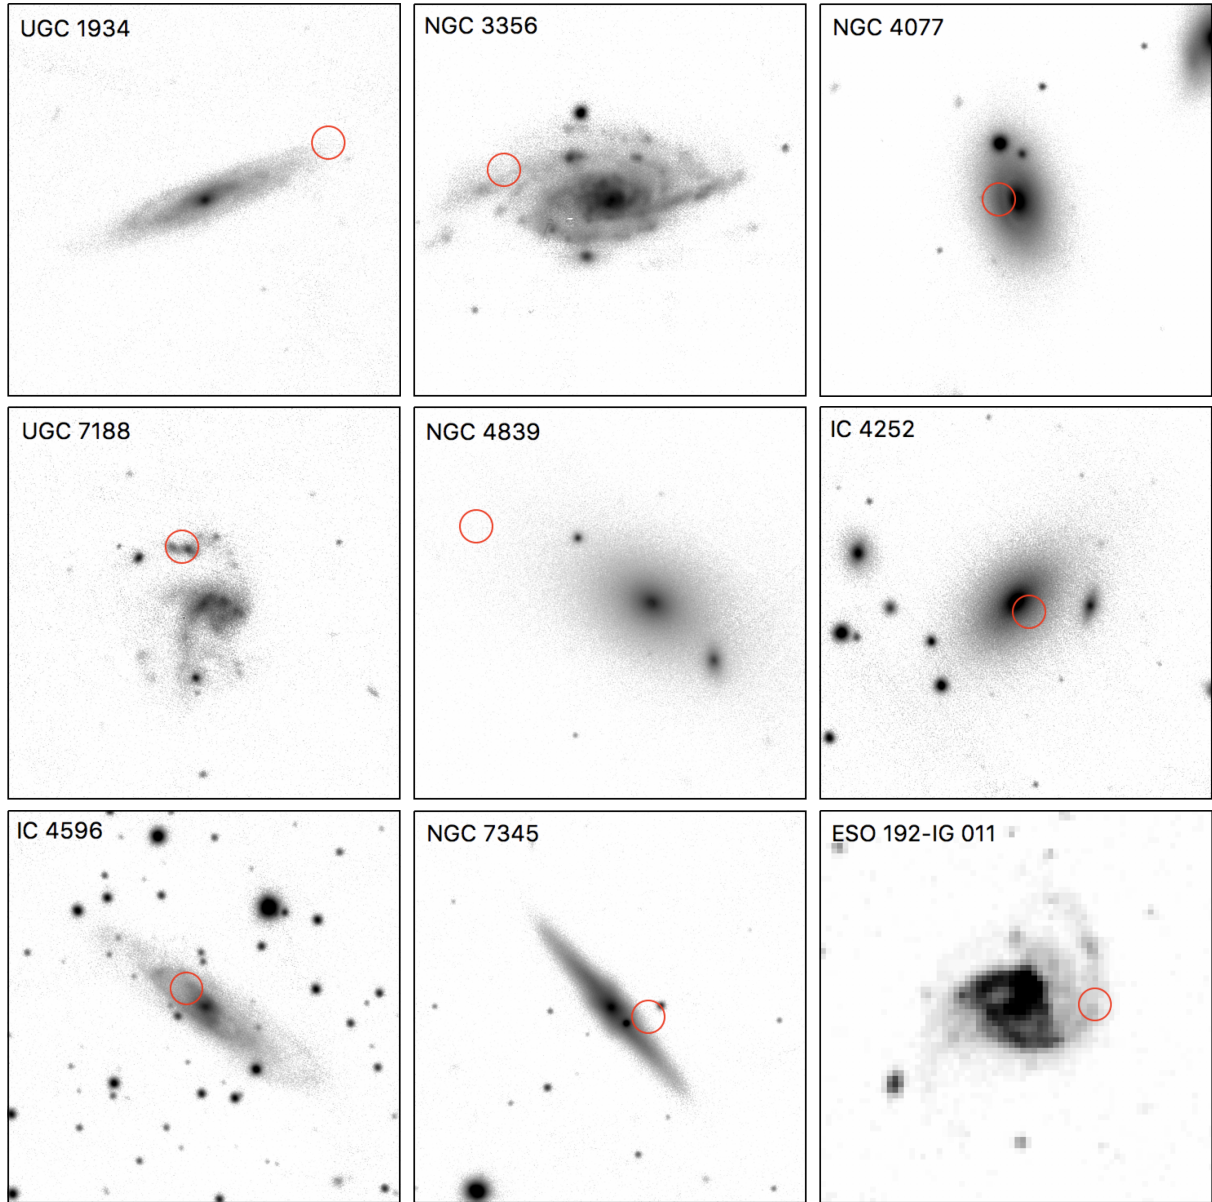 UGC 1934
NGC 3356
NGC 4077
UGC 7188
NGC 4839
IC 4252
IC 4596
NGC 7345
ESO 192-IG 011